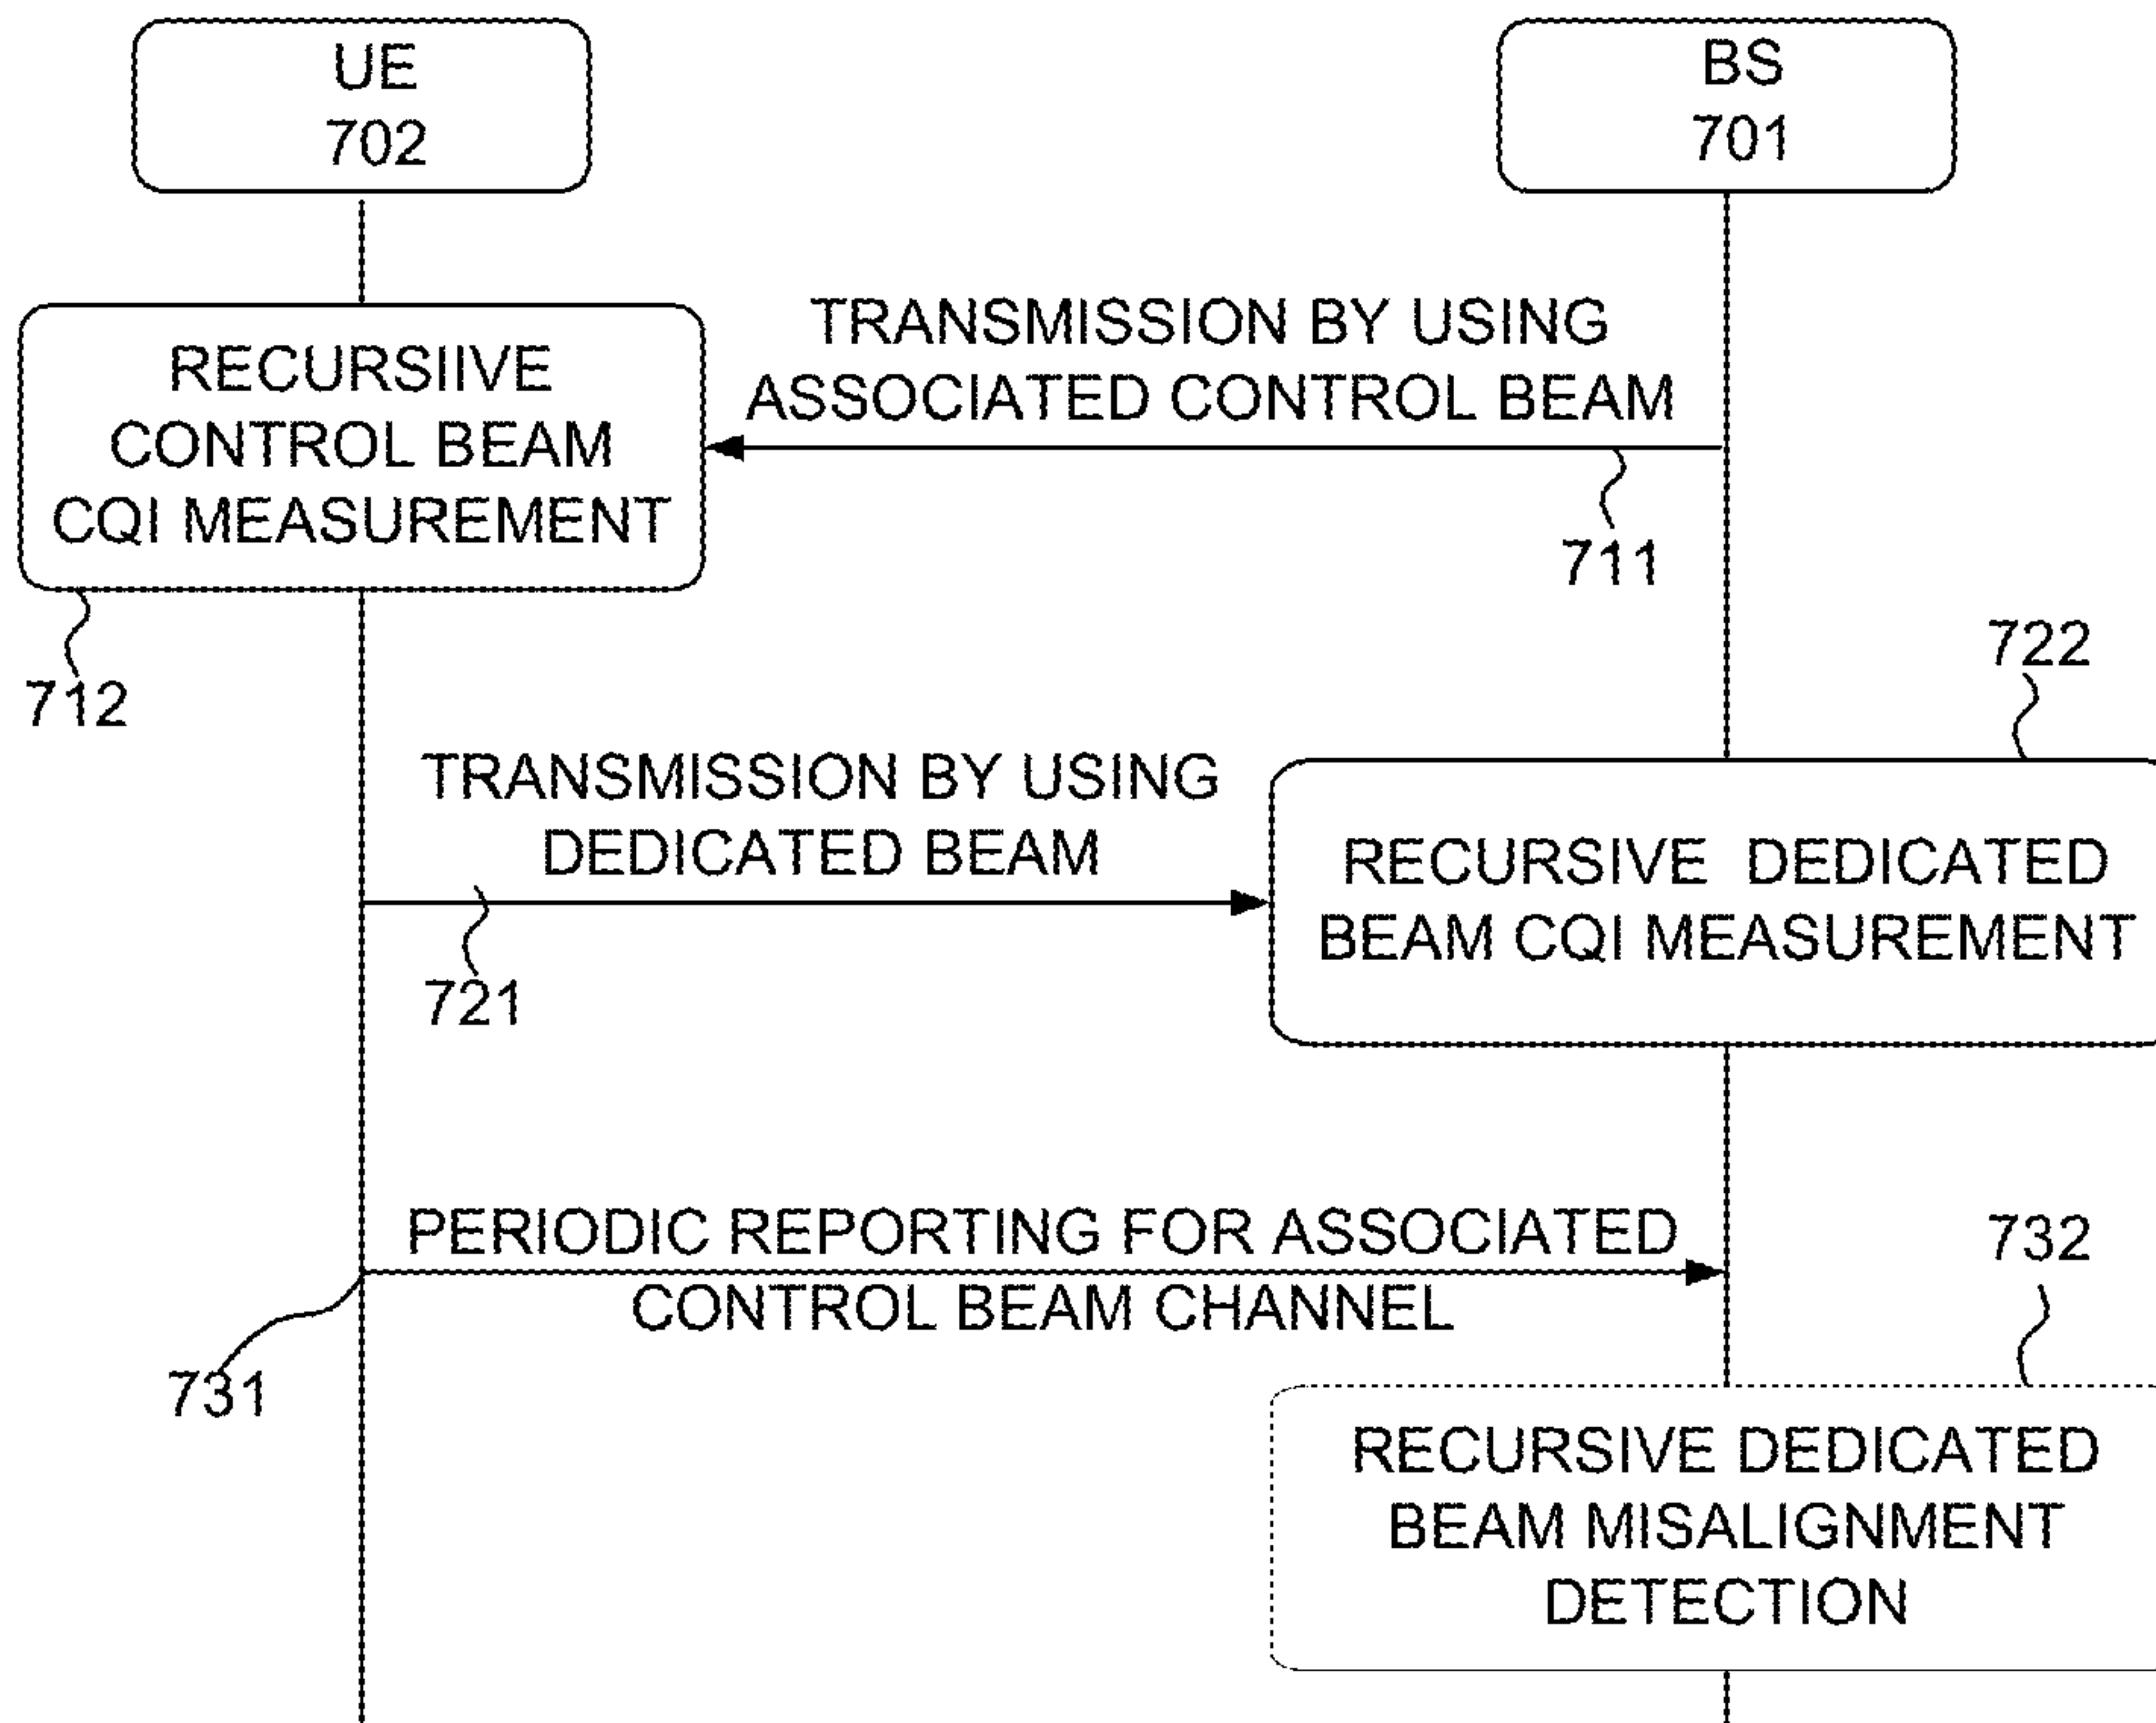 UE
702
BS
701
TRANSMISSION BY USING
ASSOCIATED CONTROL BEAM
711
RECURSIIVE
CONTROL BEAM
CQI MEASUREMENT
712
722
TRANSMISSION BY USING
DEDICATED BEAM
721
RECURSIVE DEDICATED
BEAM CQI MEASUREMENT
PERIODIC REPORTING FOR ASSOCIATED
CONTROL BEAM CHANNEL
731
732
RECURSIVE DEDICATED
BEAM MISALIGNMENT
DETECTION